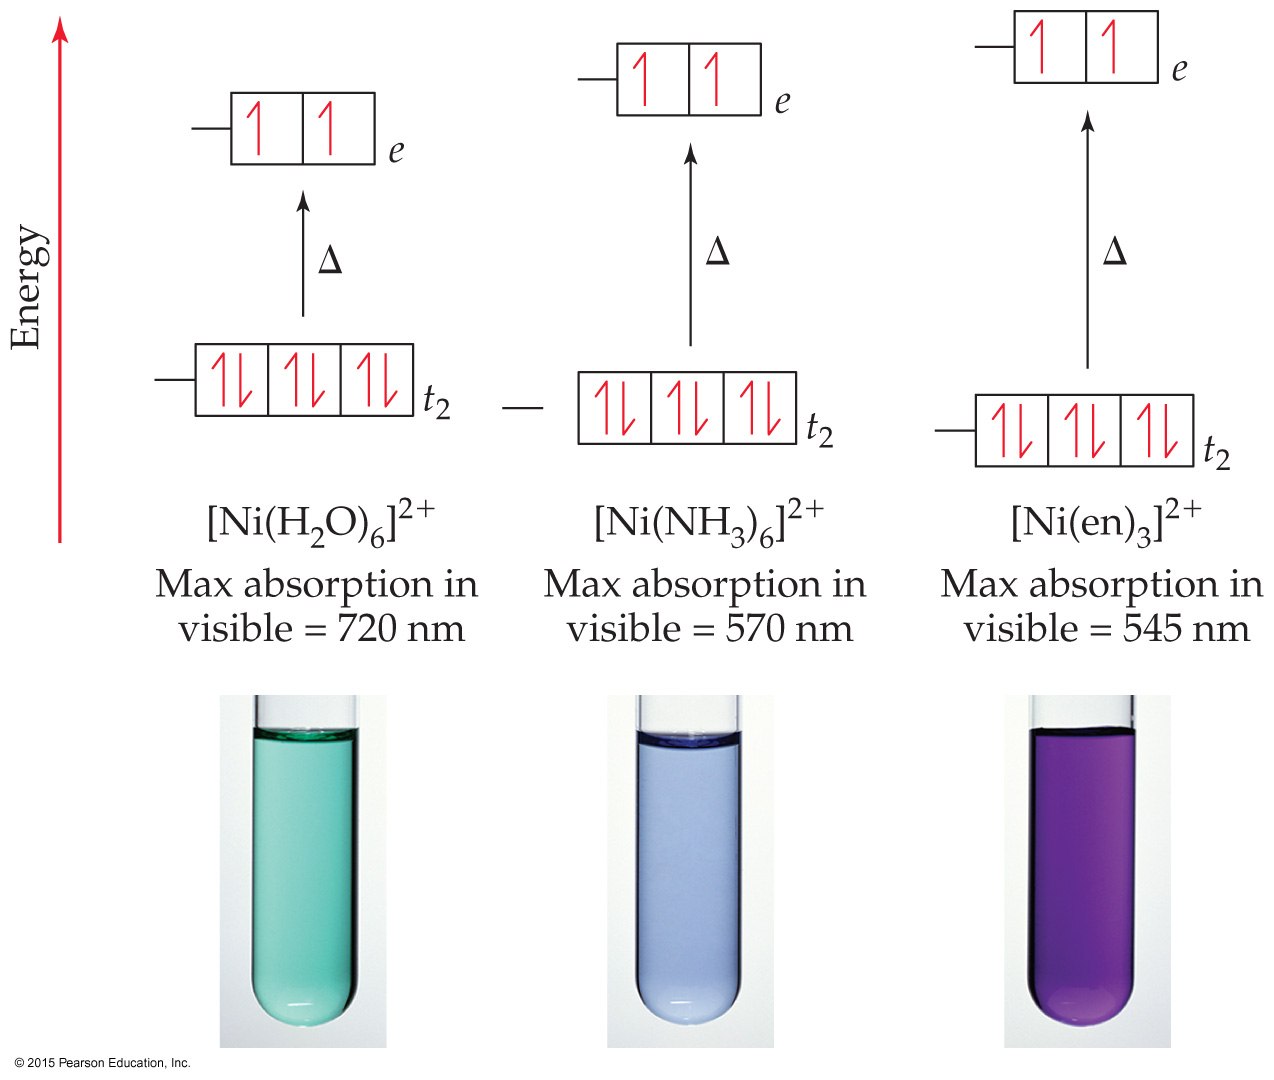 Energy
e
e
e
Δ
Δ
Δ
t₂
t₂
t₂
[Ni(H₂O)₆]²⁺
Max absorption in
visible = 720 nm
[Ni(NH₃)₆]²⁺
Max absorption in
visible = 570 nm
[Ni(en)₃]²⁺
Max absorption in
visible = 545 nm
© 2015 Pearson Education, Inc.